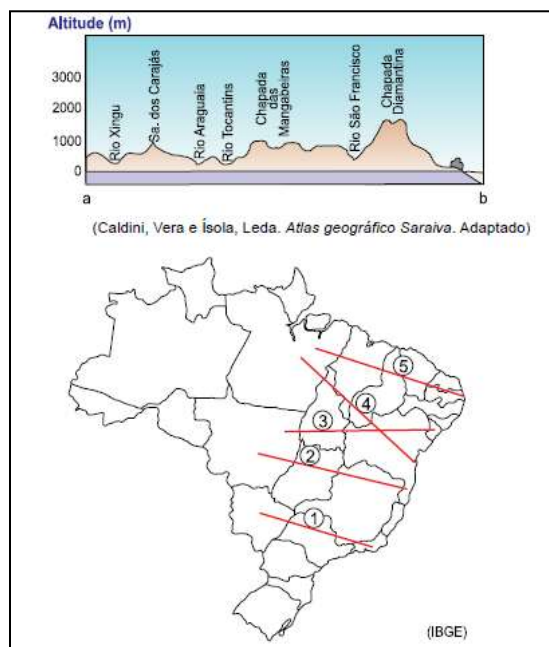 Altitude (m)
3000
2000
1000
0
Rio Xingu
Sa. dos Carajás
Rio Araguaia
Rio Tocantins
Chapada
das
Mangabeiras
Rio São Francisco
Chapada
Diamantina
a
b
(Caldini, Vera e Ísola, Leda. Atlas geográfico Saraiva. Adaptado)
5
4
3
2
1
(IBGE)